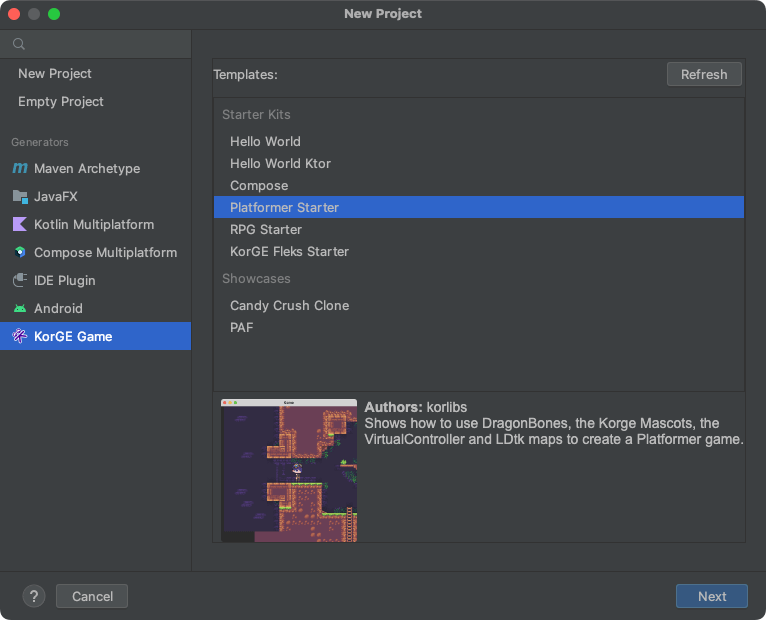 New Project
New Project
Empty Project
Generators
Maven Archetype
JavaFX
Kotlin Multiplatform
Compose Multiplatform
IDE Plugin
Android
KorGE Game
Templates:
Refresh
Starter Kits
Hello World
Hello World Ktor
Compose
Platformer Starter
RPG Starter
KorGE Fleks Starter
Showcases
Candy Crush Clone
PAF
Authors: korlibs
Shows how to use DragonBones, the Korge Mascots, the
VirtualController and LDtk maps to create a Platformer game.
?
Cancel
Next